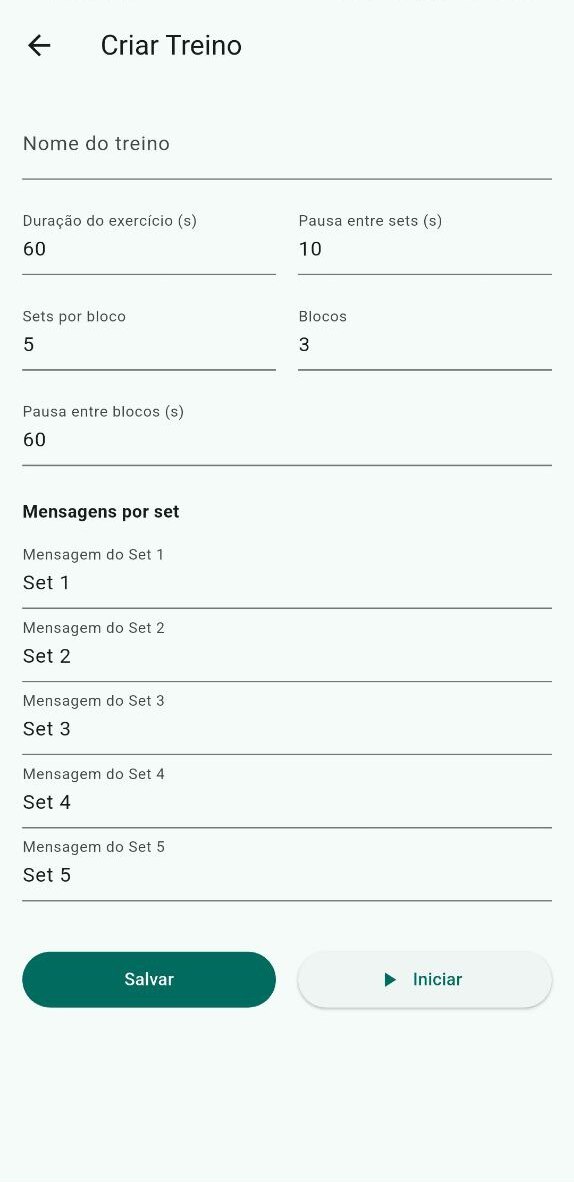 Criar Treino
Nome do treino
Duração do exercício (s)
Pausa entre sets (s)
60
10
Sets por bloco
Blocos
5
3
Pausa entre blocos (s)
60
Mensagens por set
Mensagem do Set 1
Set 1
Mensagem do Set 2
Set 2
Mensagem do Set 3
Set 3
Mensagem do Set 4
Set 4
Mensagem do Set 5
Set 5
Salvar
Iniciar